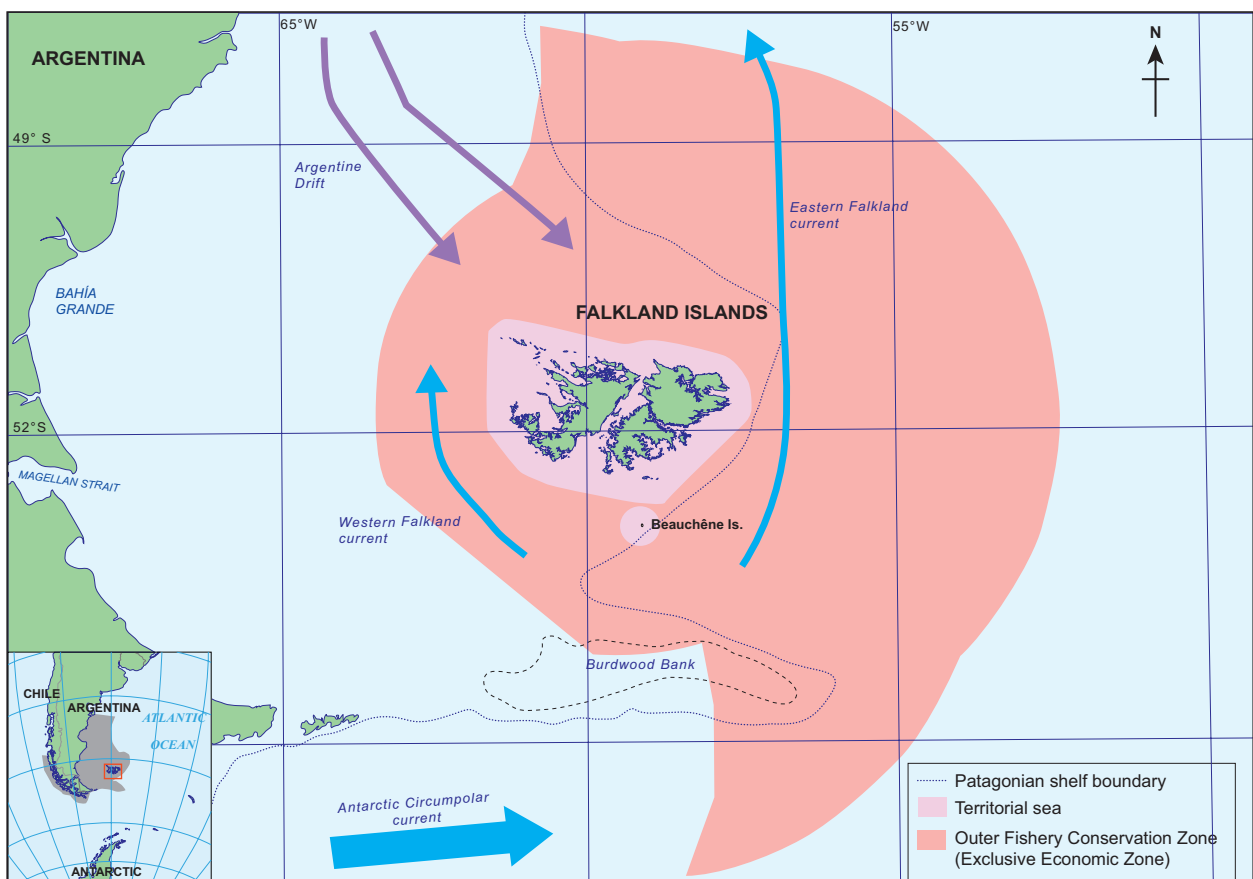 65°W
55°W
ARGENTINA
N
49° S
Argentine
Drift
Eastern Falkland
current
BAHÍA
GRANDE
FALKLAND ISLANDS
52°S
MAGELLAN STRAIT
Western Falkland
current
Beauchêne Is.
Burdwood Bank
CHILE
ARGENTINA
ATLANTIC
OCEAN
ANTARCTIC
Antarctic Circumpolar
current
Patagonian shelf boundary
Territorial sea
Outer Fishery Conservation Zone
(Exclusive Economic Zone)